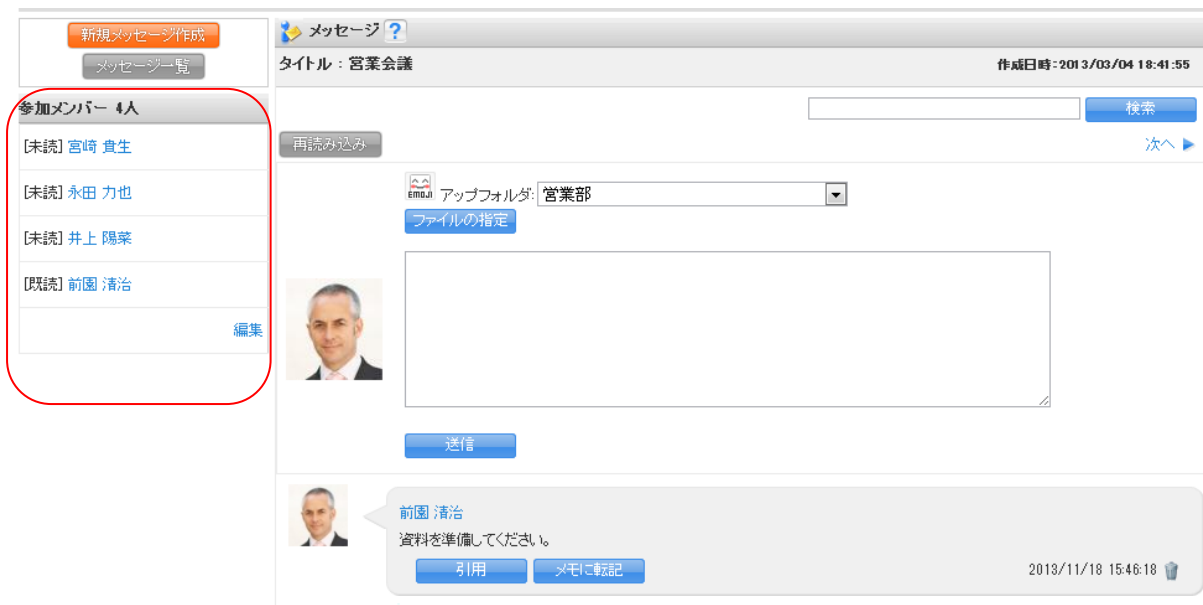 新規メッセージ作成
メッセージ一覧
参加メンバー 4人
[未読] 宮崎 貴生
[未読] 永田 力也
[未読] 井上 陽菜
[既読] 前園 清治
編集
メッセージ ?
タイトル：営業会議
作成日時：2013/03/04 18:41:55
検索
再読み込み
次へ ▶
EMOJI アップフォルダ: 営業部
ファイルの指定
送信
前園 清治
資料を準備してください。
引用 メモに転記
2013/11/18 15:46:18